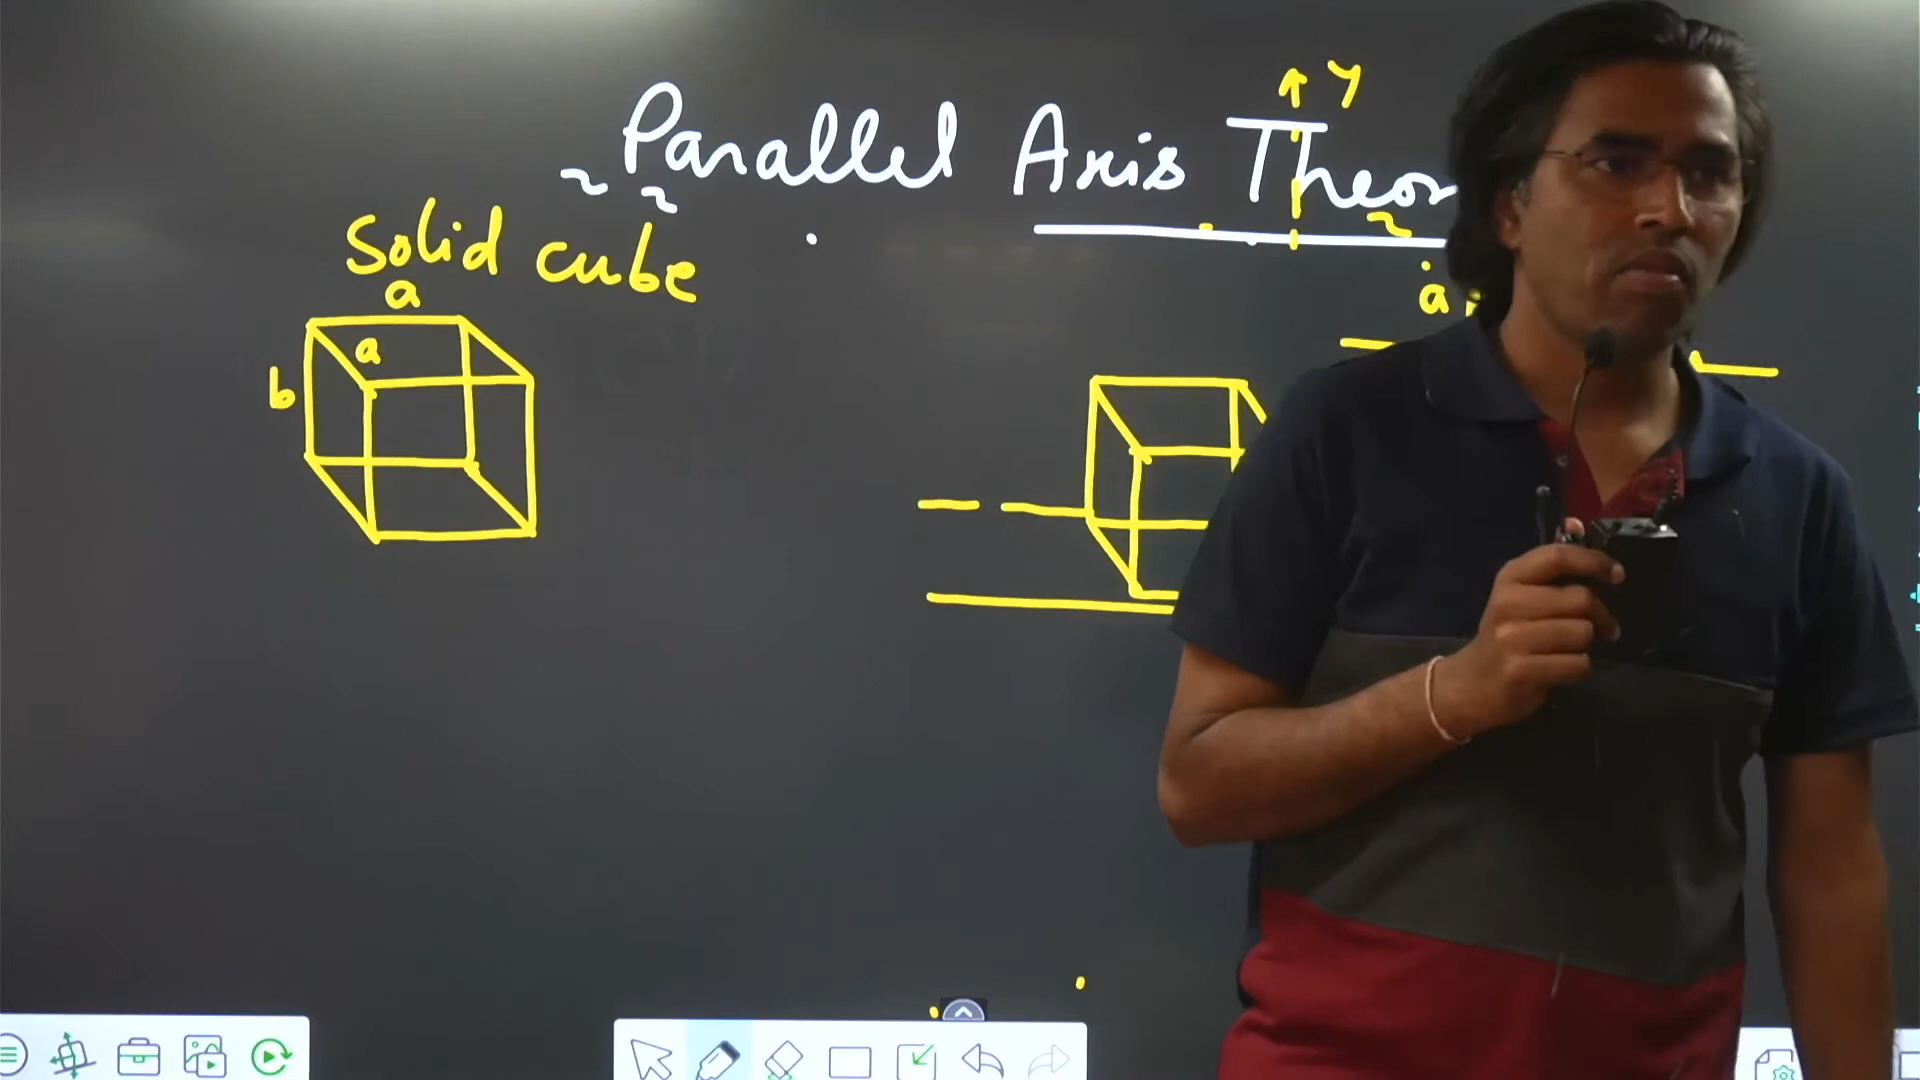 Y
Parallel Axis Theor
Solid cube
a
a
a
b